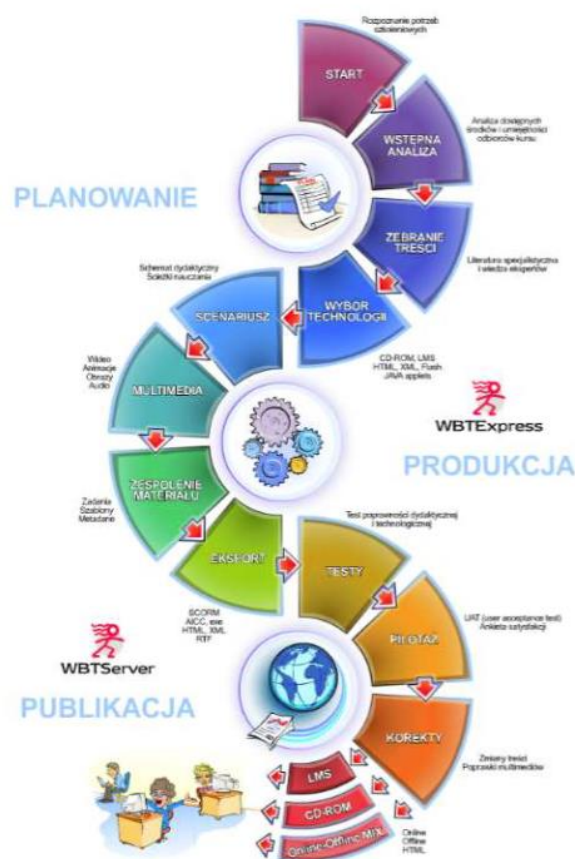 Rozpoznanie potrzeb
szkoleniowych
START
WSTĘPNA
ANALIZA
Analiza dostępnych
środków i umiejętności
odbiorców kursu
PLANOWANIE
ZEBRANIE
TREŚCI
Literatura specjalistyczna
i wiedza ekspertów
WYBÓR
TECHNOLOGII
CD-ROM, LMS
HTML, XML, Flash
JAVA applets
Schemat dydaktyczny
Ścieżki nauczania
SCENARIUSZ
Wideo
Animacje
Obrazy
Audio
MULTIMEDIA
WBTExpress
PRODUKCJA
ZESPOLENIE
MATERIAŁU
Zadania
Szablony
Metadane
EKSPORT
SCORM
AICC, exe
HTML, XML
RTF
Test poprawności dydaktycznej
i technologicznej
TESTY
PILOTAŻ
UAT (user acceptance test)
Ankieta satysfakcji
WBTServer
PUBLIKACJA
KOREKTY
Zmiany treści
Poprawki multimediów
LMS
CD-ROM
Online-Offline MIX
Online
Offline
HTML